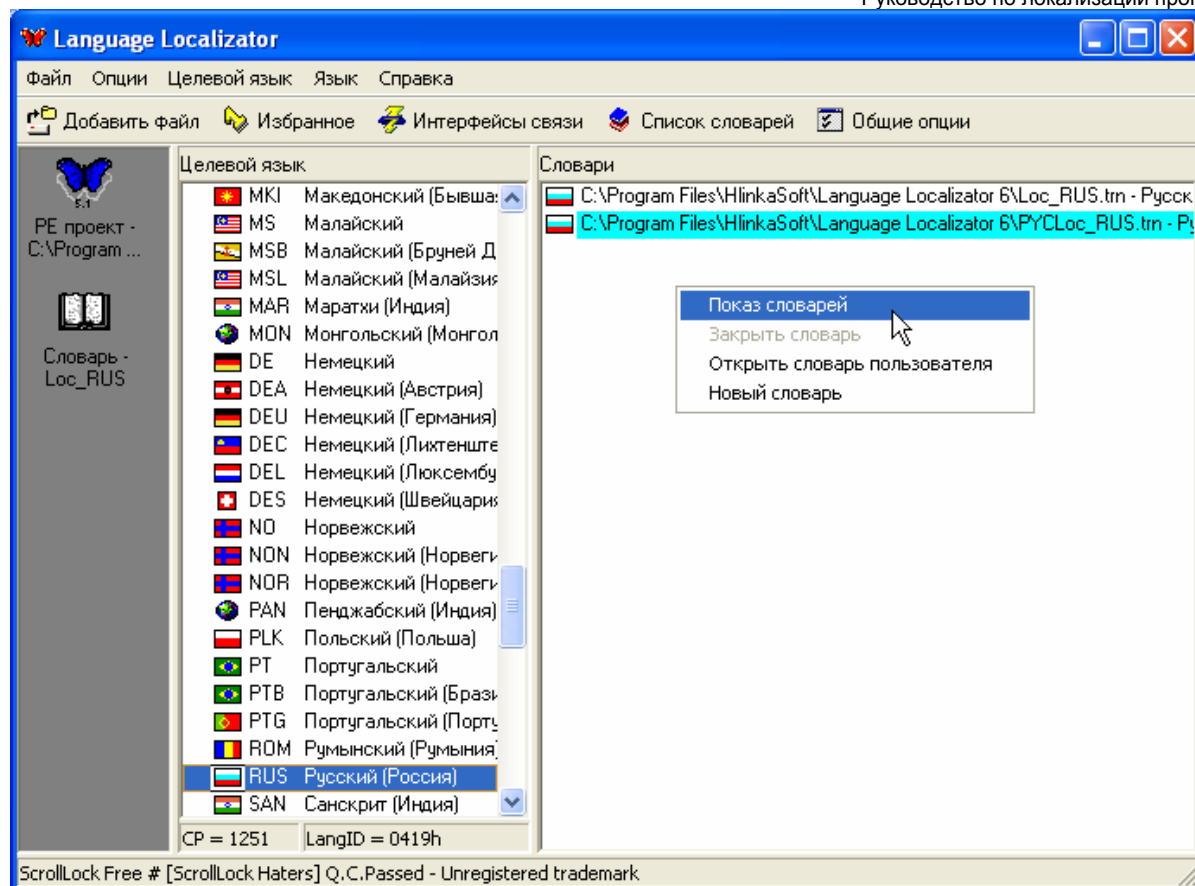 Руководство по локализации
Language Localizator
Файл Опции Целевой язык Язык Справка
Добавить файл Избранное Интерфейсы связи Список словарей Общие опции
5.1
PE проект -
C:\Program ...
Словарь -
Loc_RUS
Целевой язык
MKI Македонский (Бывша
MS Малайский
MSB Малайский (Бруней Д
MSL Малайский (Малайзия
MAR Маратхи (Индия)
MON Монгольский (Монгол
DE Немецкий
DEA Немецкий (Австрия)
DEU Немецкий (Германия)
DEC Немецкий (Лихтенште
DEL Немецкий (Люксембу
DES Немецкий (Швейцария
NO Норвежский
NON Норвежский (Норвеги
NOR Норвежский (Норвеги
PAN Пенджабский (Индия)
PLK Польский (Польша)
PT Португальский
PTB Португальский (Брази
PTG Португальский (Порту
ROM Румынский (Румыния)
RUS Русский (Россия)
SAN Санскрит (Индия)
CP = 1251 LangID = 0419h
Словари
C:\Program Files\HlinkaSoft\Language Localizator 6\Loc_RUS.trn - Русск
C:\Program Files\HlinkaSoft\Language Localizator 6\РУСLoc_RUS.trn - Ру
Показ словарей
Закрыть словарь
Открыть словарь пользователя
Новый словарь
ScrollLock Free # [ScrollLock Haters] Q.C.Passed - Unregistered trademark